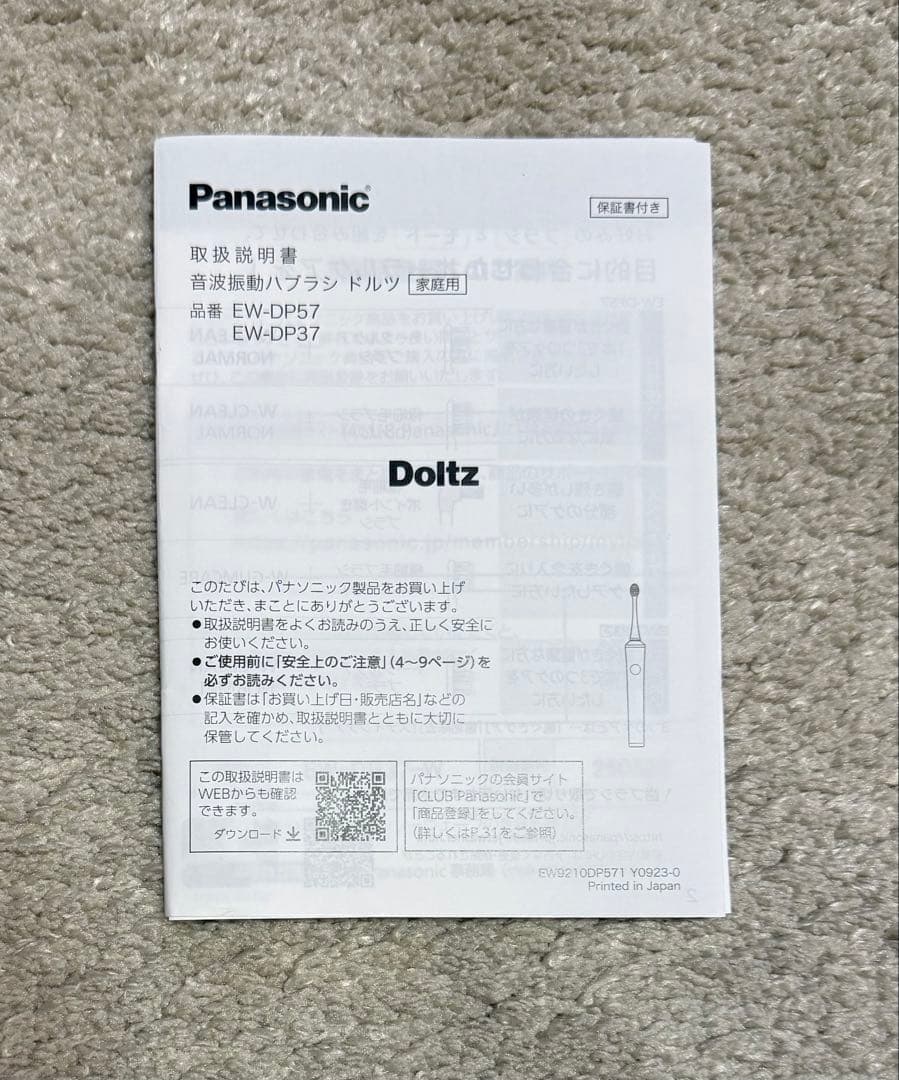 Panasonic®
保証書付き
取扱説明書
音波振動ハブラシ ドルツ 家庭用
品番 EW-DP57
EW-DP37
Doltz
このたびは、パナソニック製品をお買い上げ
いただき、まことにありがとうございます。
●取扱説明書をよくお読みのうえ、正しく安全に
お使いください。
●ご使用前に「安全上のご注意」(4〜9ページ)を
必ずお読みください。
●保証書は「お買い上げ日・販売店名」などの
記入を確かめ、取扱説明書とともに大切に
保管してください。
この取扱説明書は
WEBからも確認
できます。
ダウンロード
パナソニックの会員サイト
「CLUB Panasonic」で
「商品登録」をしてください。
(詳しくはP.31をご参照)
EW9210DP571 Y0923-0
Printed in Japan